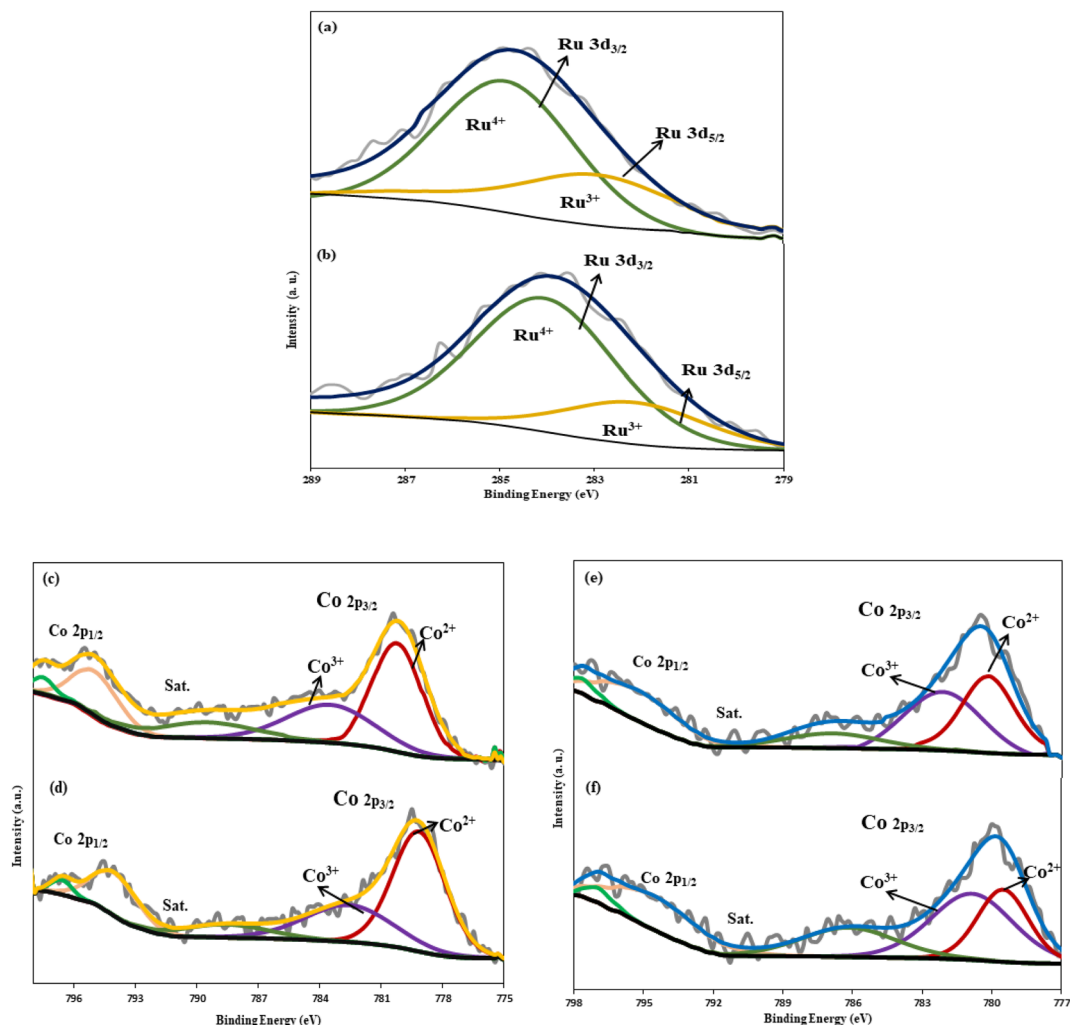 (a)
Ru 3d3/2
Ru 3d5/2
Ru4+
Ru3+
(b)
Ru 3d3/2
Ru4+
Ru 3d5/2
Ru3+
Intensity (a. u.)
289 287 285 283 281 279
Binding Energy (eV)
(c)
Co 2p3/2
Co 2p1/2
Co2+
Co3+
Sat.
(d)
Co 2p3/2
Co2+
Co 2p1/2
Co3+
Sat.
Intensity (a.u.)
796 793 790 787 784 781 778 775
Binding Energy (eV)
(e)
Co 2p3/2
Co2+
Co3+
Co 2p1/2
Sat.
(f)
Co 2p3/2
Co2+
Co3+
Co 2p1/2
Sat.
Intensity (a.u.)
798 795 792 789 786 783 780 777
Binding Energy (eV)